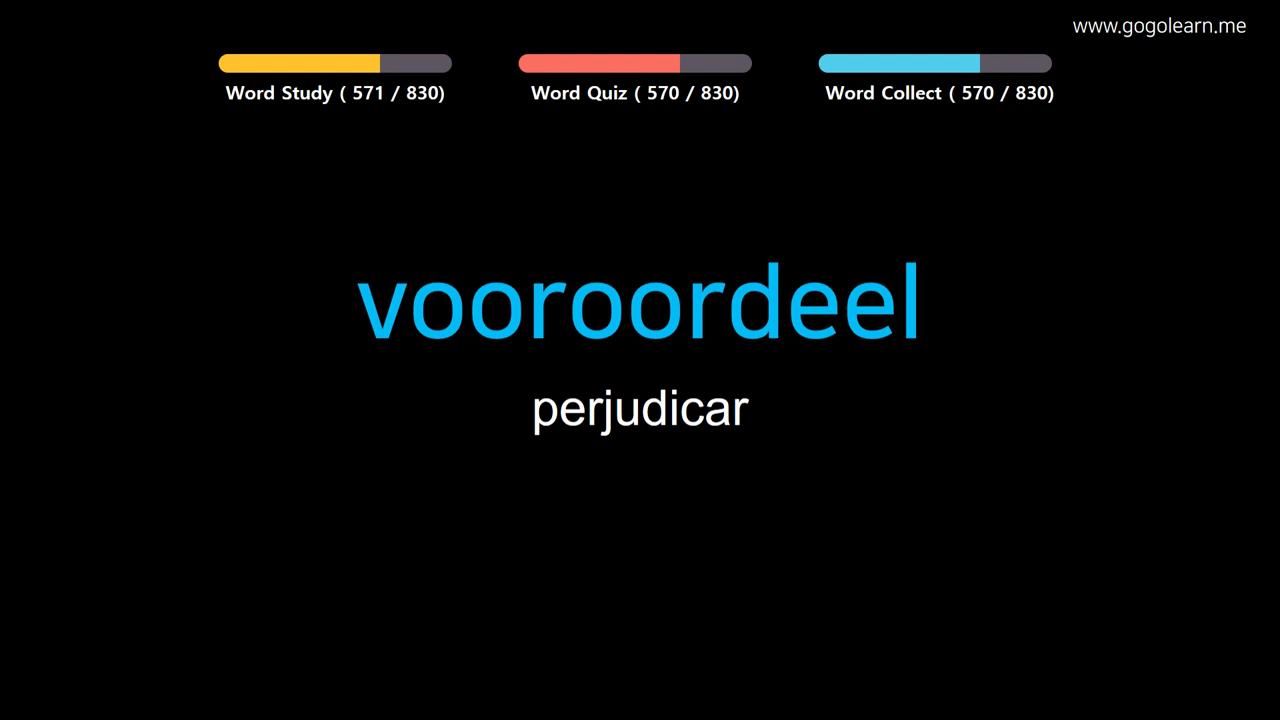 www.gogolearn.me
Word Study ( 571 / 830)
Word Quiz ( 570 / 830)
Word Collect ( 570 / 830)
vooroordeel
perjudicar